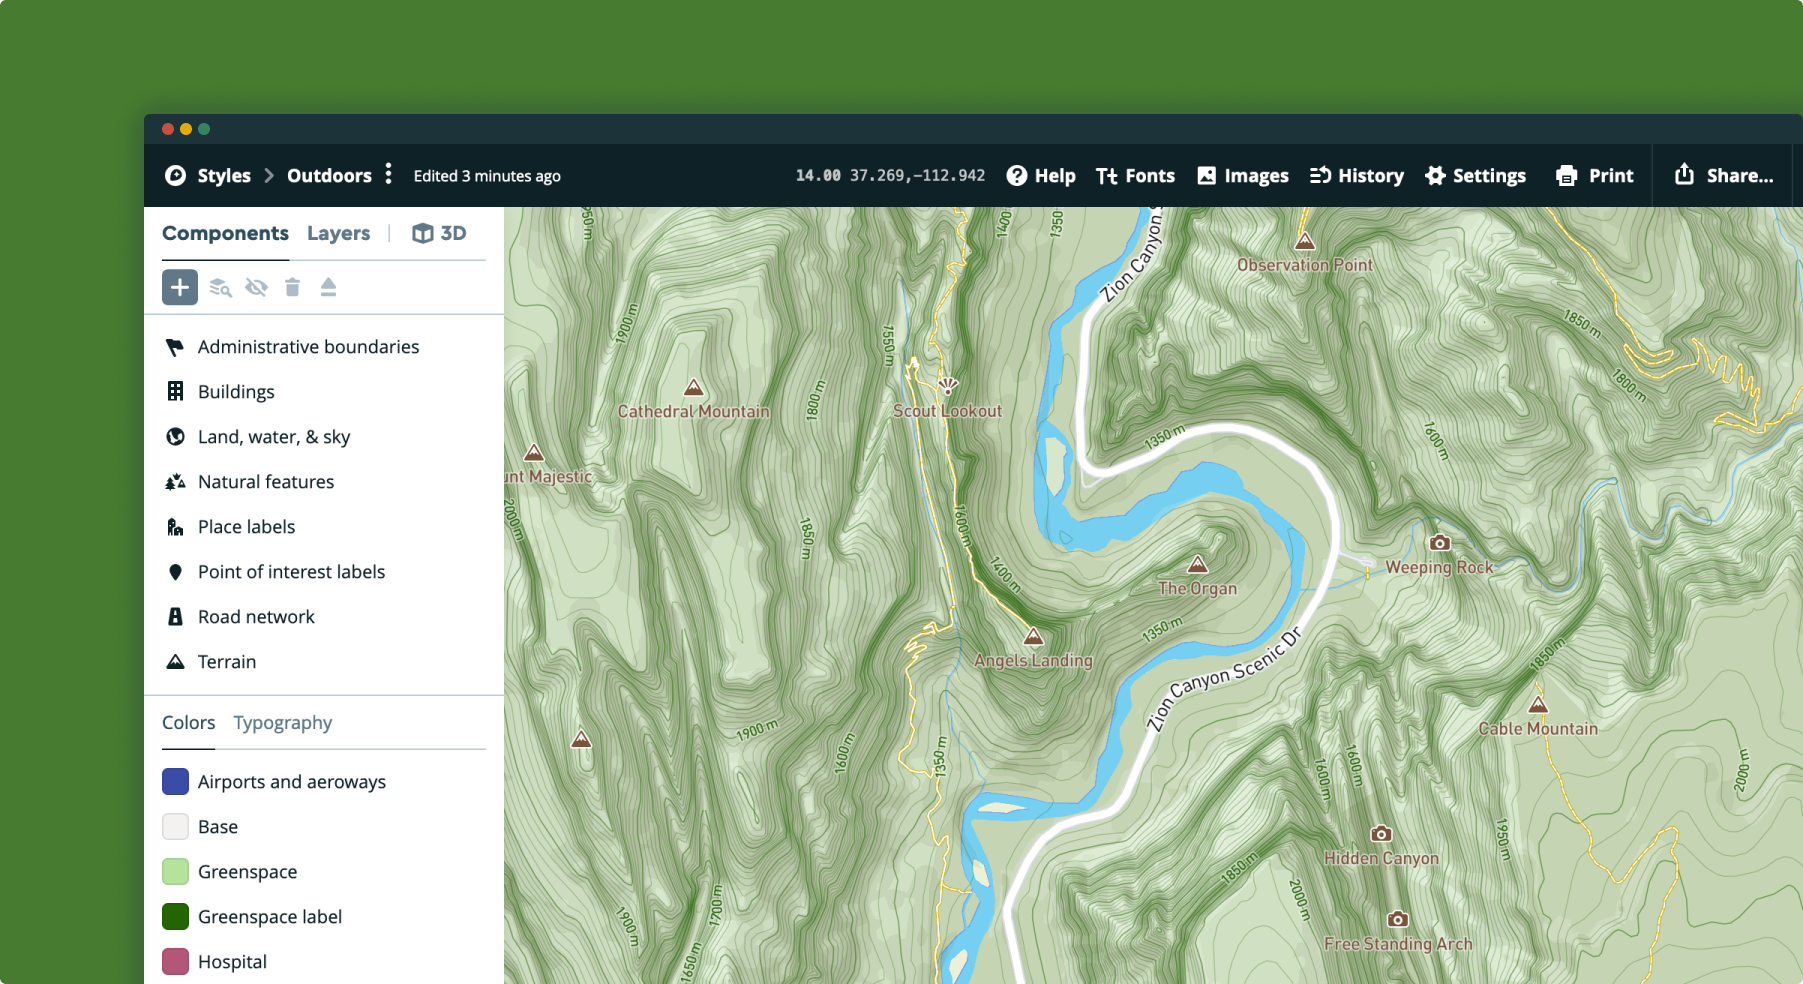 Styles > Outdoors
Edited 3 minutes ago
14.00 37.269,-112.942
Help
Fonts
Images
History
Settings
Print
Share...
Components
Layers
3D
Administrative boundaries
Buildings
Land, water, & sky
Natural features
Place labels
Point of interest labels
Road network
Terrain
Colors
Typography
Airports and aeroways
Base
Greenspace
Greenspace label
Hospital
1400
1350
Zion Canyon
Observation Point
1900 m
1550 m
1850 m
1800 m
1800 m
Cathedral Mountain
Scout Lookout
1350 m
1600 m
unt Majestic
2000 m
1850 m
1600 m
1400 m
Weeping Rock
The Organ
1350 m
Angels Landing
Zion Canyon Scenic Dr
1850 m
Cable Mountain
1900 m
1600 m
1350 m
1600 m
1600 m
2000 m
Hidden Canyon
1950 m
1850 m
2000 m
1900 m
1700 m
1650 m
Free Standing Arch